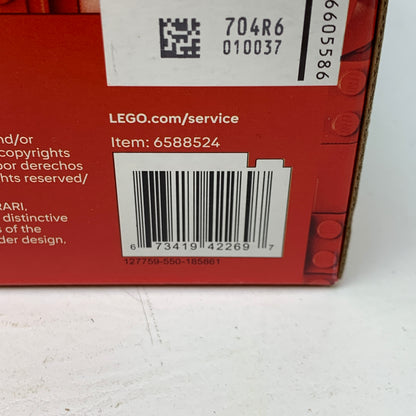 704R6
010037
6605586
LEGO.com/service
Item: 6588524
nd/or
copyrights
por derechos
hts reserved/
RARI,
distinctive
s of the
der design.
6 73419 42269 7
127759-550-185861